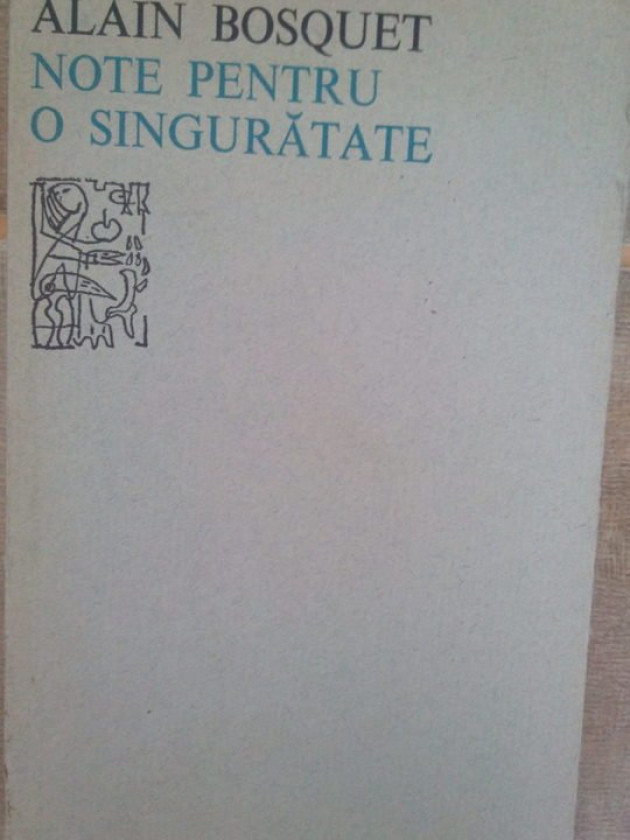 ALAIN BOSQUET
NOTE PENTRU
O SINGURĂTATE